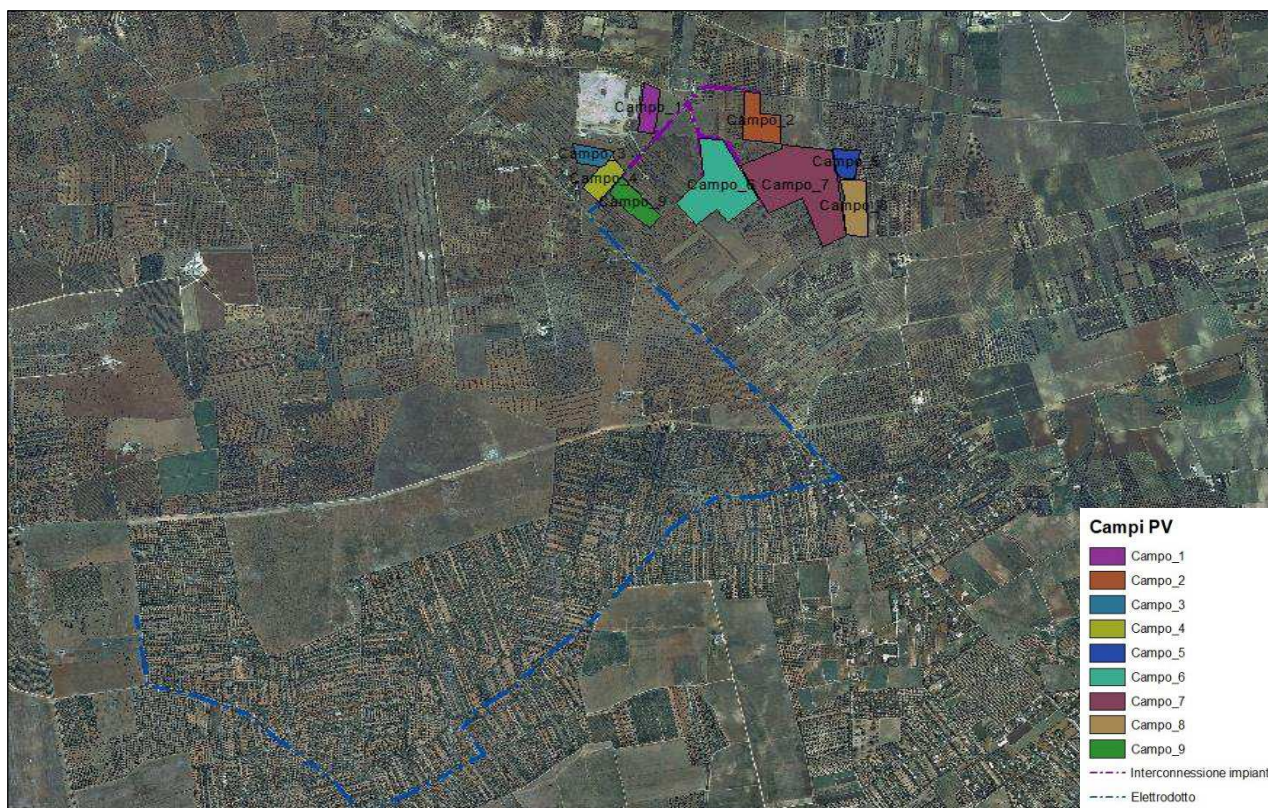 Campo_1
Campo_2
Campo_3
Campo_4
Campo_9
Campo_6
Campo_7
Campo_5
Campo_8
Campi PV
Campo_1
Campo_2
Campo_3
Campo_4
Campo_5
Campo_6
Campo_7
Campo_8
Campo_9
Interconnessione impiant
Elettrodotto